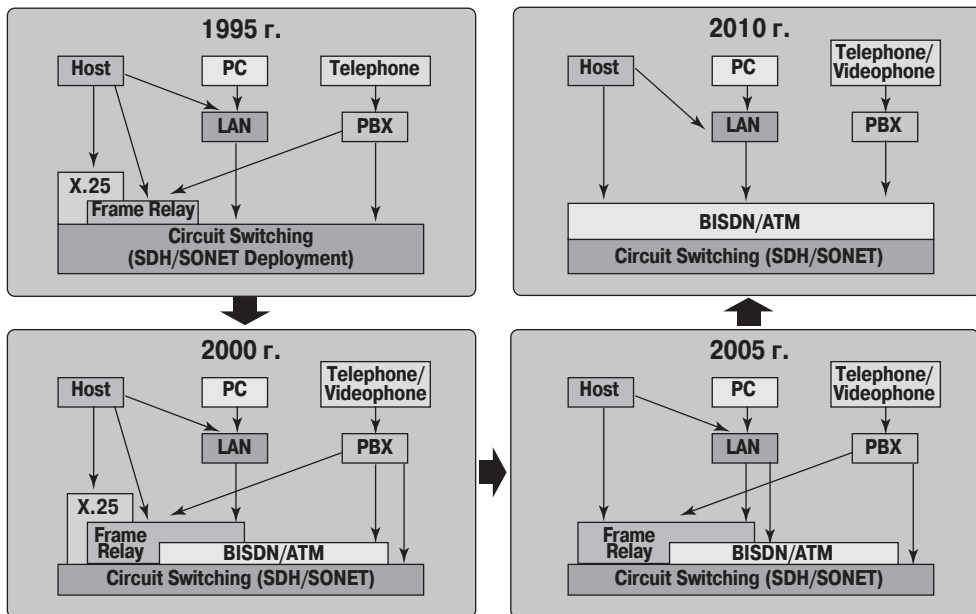 1995 г.
Host
PC
Telephone
LAN
PBX
X.25
Frame Relay
Circuit Switching
(SDH/SONET Deployment)
2010 г.
Host
PC
Telephone/
Videophone
LAN
PBX
BISDN/ATM
Circuit Switching (SDH/SONET)
2000 г.
Host
PC
Telephone/
Videophone
LAN
PBX
X.25
Frame
Relay
BISDN/ATM
Circuit Switching (SDH/SONET)
2005 г.
Host
PC
Telephone/
Videophone
LAN
PBX
Frame
Relay
BISDN/ATM
Circuit Switching (SDH/SONET)